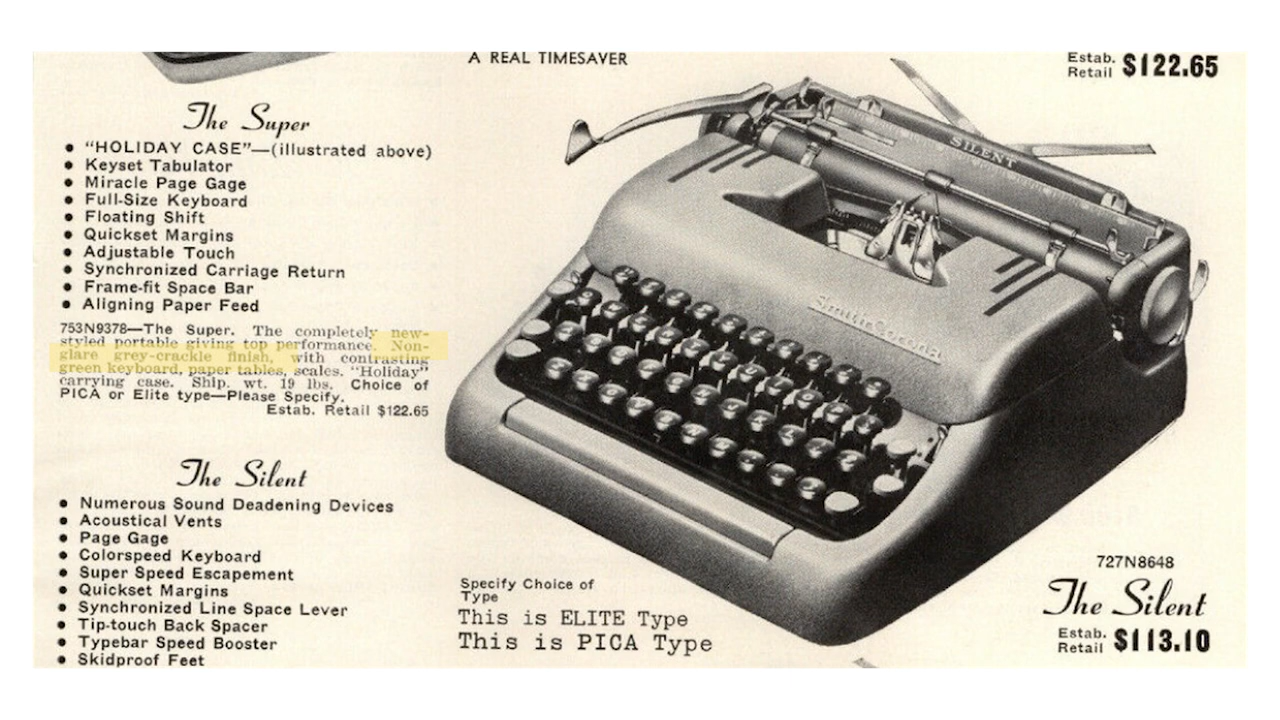 A REAL TIMESAVER
Estab. Retail $122.65
The Super
• "HOLIDAY CASE"—(illustrated above)
• Keyset Tabulator
• Miracle Page Gage
• Full-Size Keyboard
• Floating Shift
• Quickset Margins
• Adjustable Touch
• Synchronized Carriage Return
• Frame-fit Space Bar
• Aligning Paper Feed
753N9378—The Super. The completely new-
styled portable giving top performance. Non-
glare grey-crackle finish, with contrasting
green keyboard, paper tables, scales. "Holiday"
carrying case. Ship. wt. 19 lbs. Choice of
PICA or Elite type—Please Specify.
Estab. Retail $122.65
The Silent
• Numerous Sound Deadening Devices
• Acoustical Vents
• Page Gage
• Colorspeed Keyboard
• Super Speed Escapement
• Quickset Margins
• Synchronized Line Space Lever
• Tip-touch Back Spacer
• Typebar Speed Booster
• Skidproof Feet
SILENT
Smith-Corona
Specify Choice of
Type
This is ELITE Type
This is PICA Type
727N8648
The Silent
Estab. Retail $113.10